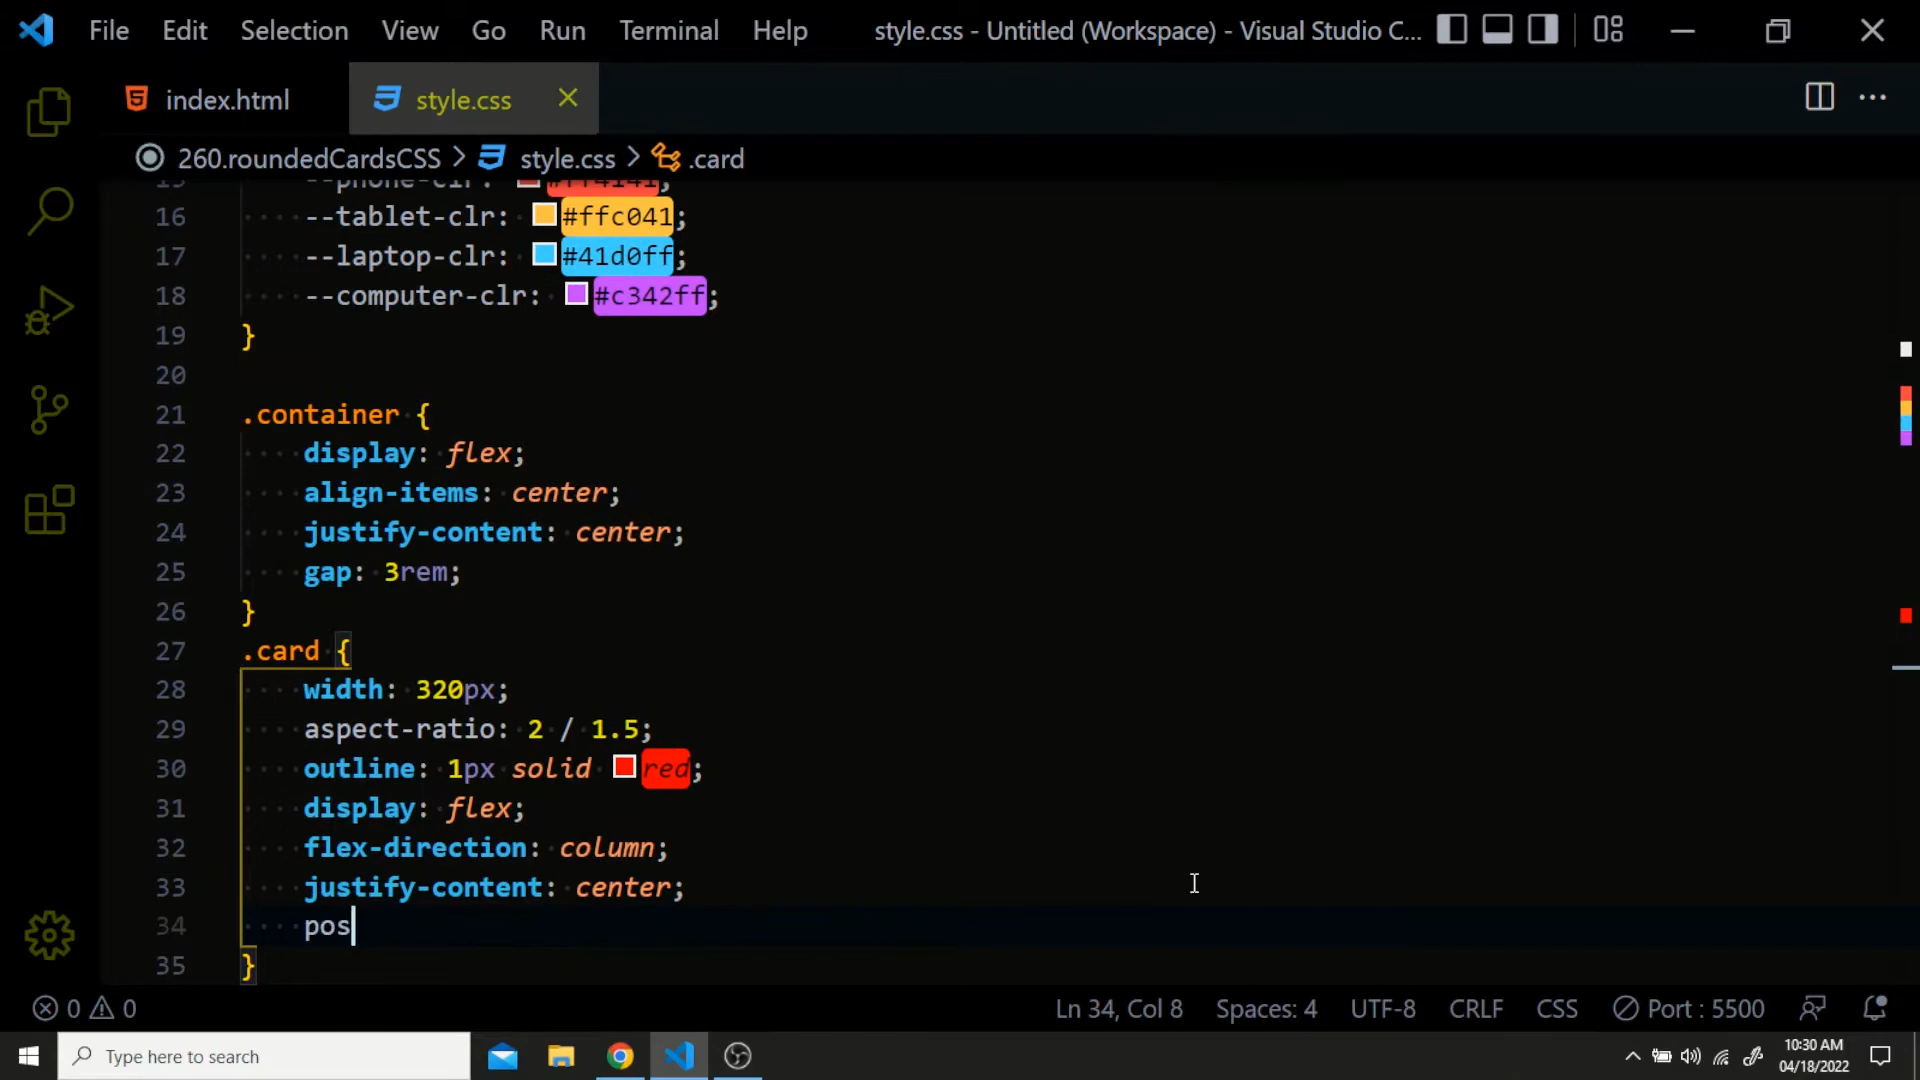 File Edit Selection View Go Run Terminal Help style.css - Untitled (Workspace) - Visual Studio C...
index.html style.css
260.roundedCardsCSS > style.css > .card
15 --phone-clr: #ff4141;
16 --tablet-clr: #ffc041;
17 --laptop-clr: #41d0ff;
18 --computer-clr: #c342ff;
19 }
20
21 .container {
22 display: flex;
23 align-items: center;
24 justify-content: center;
25 gap: 3rem;
26 }
27 .card {
28 width: 320px;
29 aspect-ratio: 2 / 1.5;
30 outline: 1px solid red;
31 display: flex;
32 flex-direction: column;
33 justify-content: center;
34 pos
35 }
0 0 Ln 34, Col 8 Spaces: 4 UTF-8 CRLF CSS Port : 5500
Type here to search 10:30 AM
04/18/2022